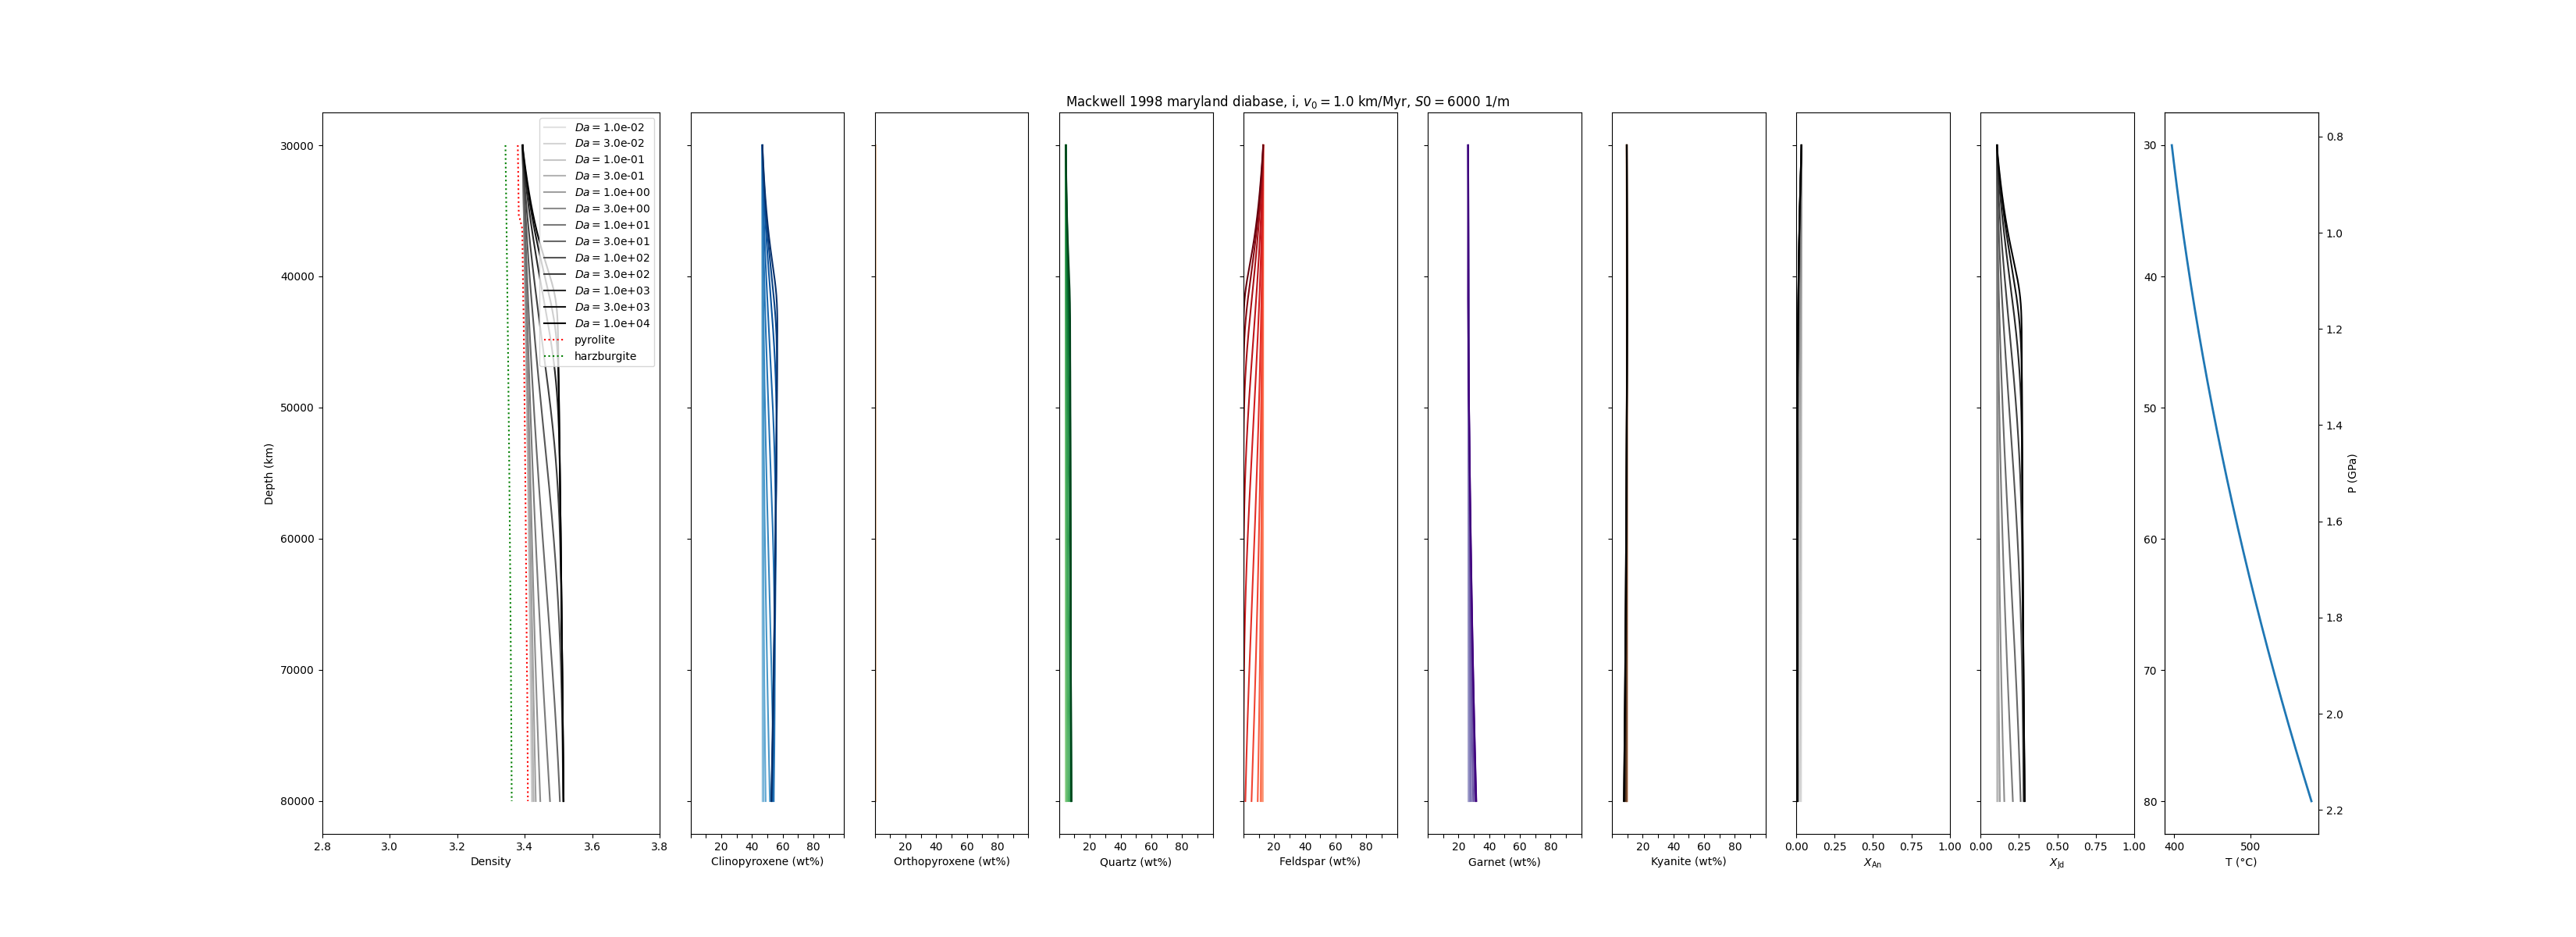 Mackwell 1998 maryland diabase, i, v₀ = 1.0 km/Myr, S0 = 6000 1/m
Da = 1.0e-02
Da = 3.0e-02
Da = 1.0e-01
Da = 3.0e-01
Da = 1.0e+00
Da = 3.0e+00
Da = 1.0e+01
Da = 3.0e+01
Da = 1.0e+02
Da = 3.0e+02
Da = 1.0e+03
Da = 3.0e+03
Da = 1.0e+04
pyrolite
harzburgite
30000
40000
50000
60000
70000
80000
Depth (km)
2.8 3.0 3.2 3.4 3.6 3.8
Density
20 40 60 80
Clinopyroxene (wt%)
20 40 60 80
Orthopyroxene (wt%)
20 40 60 80
Quartz (wt%)
20 40 60 80
Feldspar (wt%)
20 40 60 80
Garnet (wt%)
20 40 60 80
Kyanite (wt%)
0.00 0.25 0.50 0.75 1.00
X_An
0.00 0.25 0.50 0.75 1.00
X_Jd
30
40
50
60
70
80
400 500
T (°C)
0.8
1.0
1.2
1.4
1.6
1.8
2.0
2.2
P (GPa)